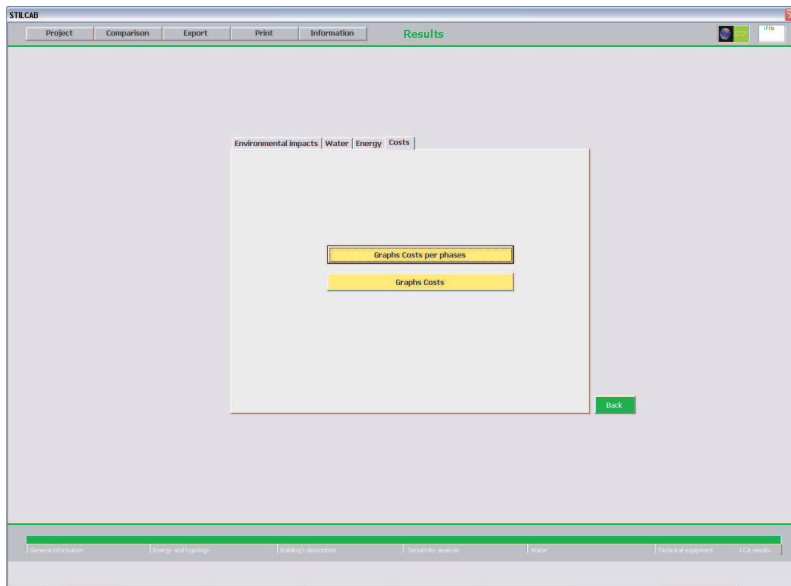 STILCAB
Project Comparison Export Print Information Results
Environmental impacts Water Energy Costs
Graphs Costs per phases
Graphs Costs
Back
General information Energy and typology Building's description Sensitivity analysis Water Technical equipment LCA results